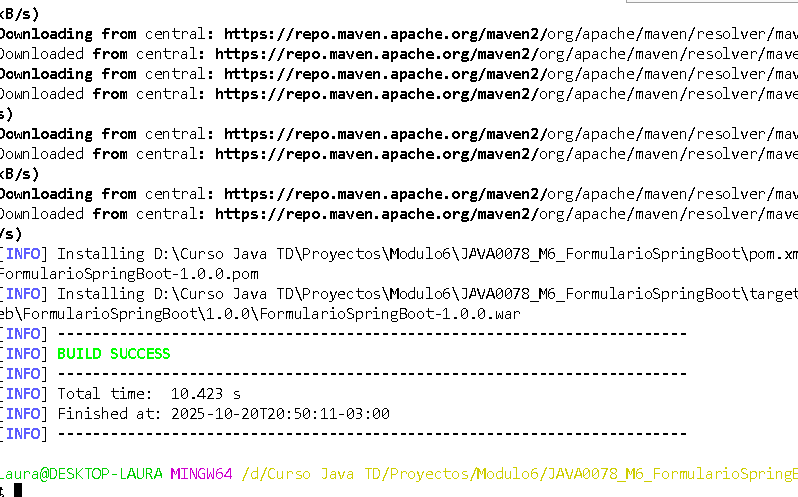 kB/s)
Downloading from central: https://repo.maven.apache.org/maven2/org/apache/maven/resolver/mave
Downloaded from central: https://repo.maven.apache.org/maven2/org/apache/maven/resolver/maven
Downloading from central: https://repo.maven.apache.org/maven2/org/apache/maven/resolver/mave
Downloaded from central: https://repo.maven.apache.org/maven2/org/apache/maven/resolver/maven
s)
Downloading from central: https://repo.maven.apache.org/maven2/org/apache/maven/resolver/mave
Downloaded from central: https://repo.maven.apache.org/maven2/org/apache/maven/resolver/maven
kB/s)
Downloading from central: https://repo.maven.apache.org/maven2/org/apache/maven/resolver/mave
Downloaded from central: https://repo.maven.apache.org/maven2/org/apache/maven/resolver/maven
/s)
[INFO] Installing D:\Curso Java TD\Proyectos\Modulo6\JAVA0078_M6_FormularioSpringBoot\pom.xm
FormularioSpringBoot-1.0.0.pom
[INFO] Installing D:\Curso Java TD\Proyectos\Modulo6\JAVA0078_M6_FormularioSpringBoot\target
eb\FormularioSpringBoot\1.0.0\FormularioSpringBoot-1.0.0.war
[INFO] ------------------------------------------------------------------------
[INFO] BUILD SUCCESS
[INFO] ------------------------------------------------------------------------
[INFO] Total time:  10.423 s
[INFO] Finished at: 2025-10-20T20:50:11-03:00
[INFO] ------------------------------------------------------------------------
Laura@DESKTOP-LAURA MINGW64 /d/Curso Java TD/Proyectos/Modulo6/JAVA0078_M6_FormularioSpringB
$